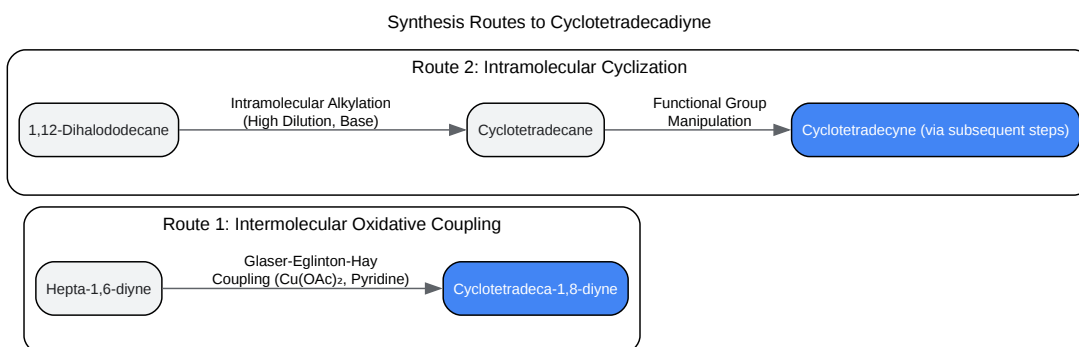 Synthesis Routes to Cyclotetradecadiyne
Route 2: Intramolecular Cyclization
1,12-Dihalododecane
Intramolecular Alkylation
(High Dilution, Base)
Cyclotetradecane
Functional Group
Manipulation
Cyclotetradecyne (via subsequent steps)
Route 1: Intermolecular Oxidative Coupling
Hepta-1,6-diyne
Glaser-Eglinton-Hay
Coupling (Cu(OAc)₂, Pyridine)
Cyclotetradeca-1,8-diyne